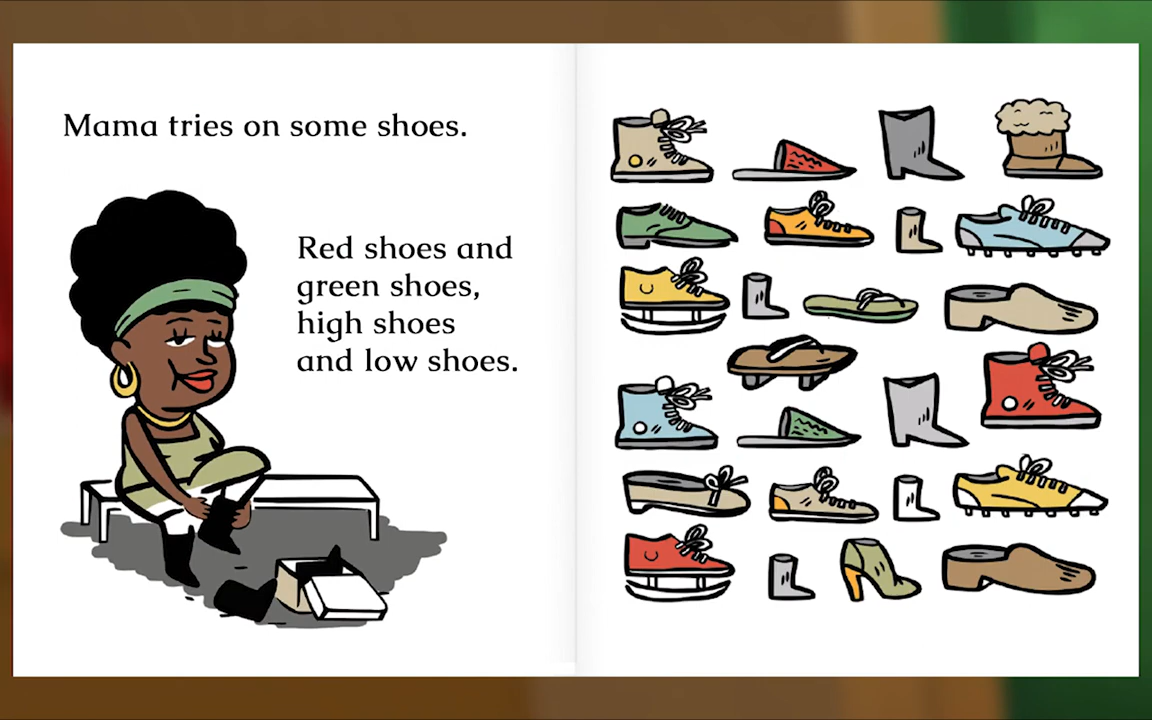 Mama tries on some shoes.
Red shoes and
green shoes,
high shoes
and low shoes.